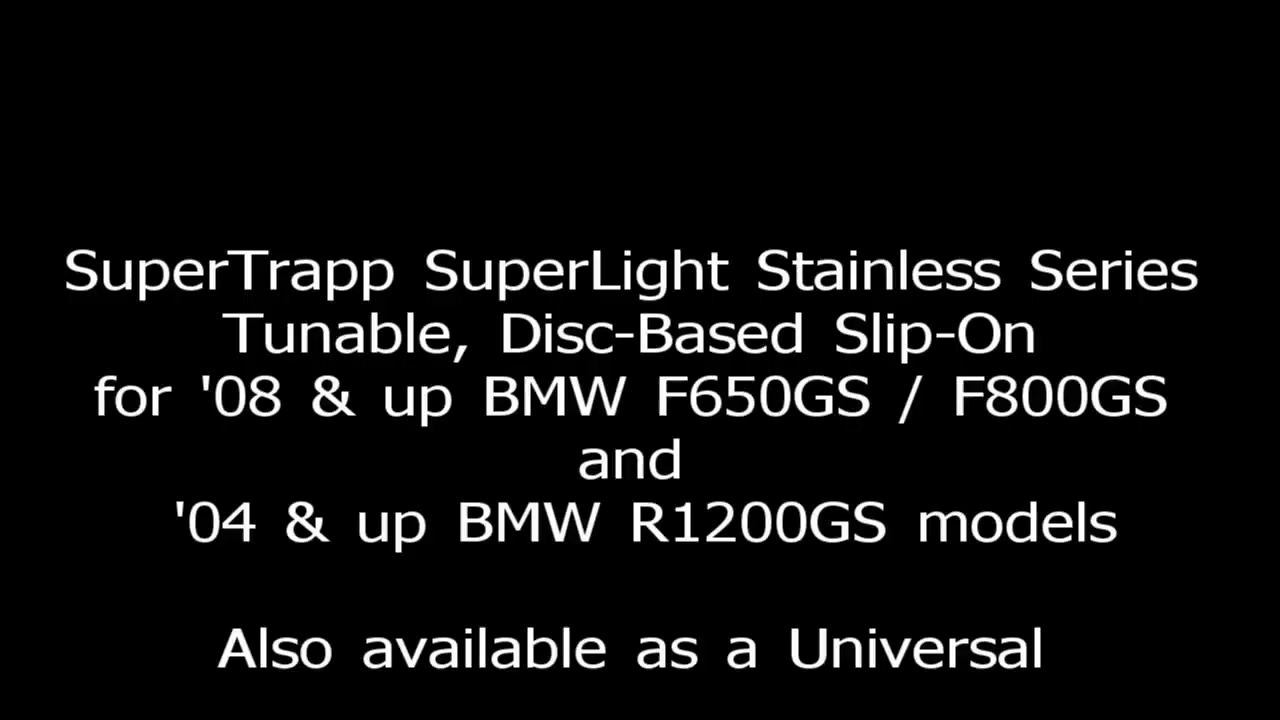 SuperTrapp SuperLight Stainless Series
Tunable, Disc-Based Slip-On
for '08 & up BMW F650GS / F800GS
and
'04 & up BMW R1200GS models
Also available as a Universal